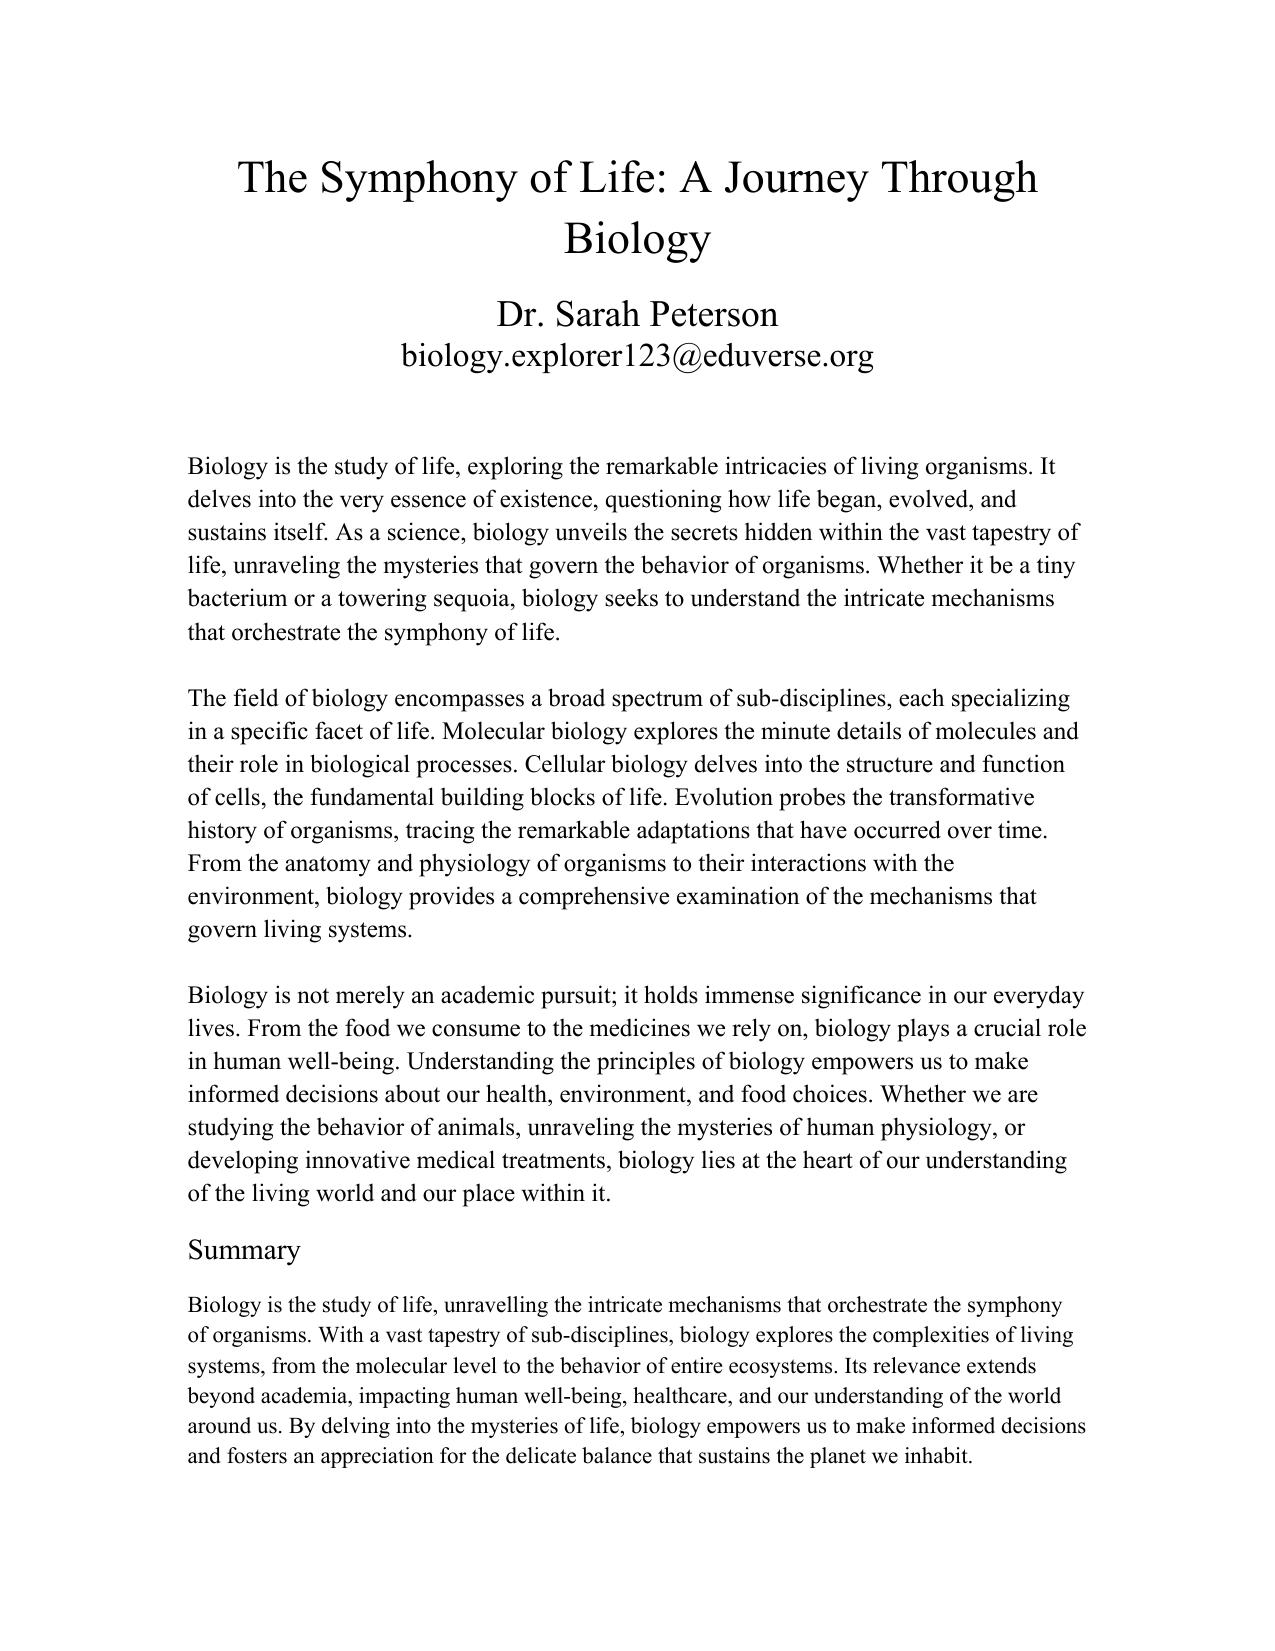 The Symphony of Life: A Journey Through
Biology
Dr. Sarah Peterson
biology.explorer123@eduverse.org
Biology is the study of life, exploring the remarkable intricacies of living organisms. It
delves into the very essence of existence, questioning how life began, evolved, and
sustains itself. As a science, biology unveils the secrets hidden within the vast tapestry of
life, unraveling the mysteries that govern the behavior of organisms. Whether it be a tiny
bacterium or a towering sequoia, biology seeks to understand the intricate mechanisms
that orchestrate the symphony of life.
The field of biology encompasses a broad spectrum of sub-disciplines, each specializing
in a specific facet of life. Molecular biology explores the minute details of molecules and
their role in biological processes. Cellular biology delves into the structure and function
of cells, the fundamental building blocks of life. Evolution probes the transformative
history of organisms, tracing the remarkable adaptations that have occurred over time.
From the anatomy and physiology of organisms to their interactions with the
environment, biology provides a comprehensive examination of the mechanisms that
govern living systems.
Biology is not merely an academic pursuit; it holds immense significance in our everyday
lives. From the food we consume to the medicines we rely on, biology plays a crucial role
in human well-being. Understanding the principles of biology empowers us to make
informed decisions about our health, environment, and food choices. Whether we are
studying the behavior of animals, unraveling the mysteries of human physiology, or
developing innovative medical treatments, biology lies at the heart of our understanding
of the living world and our place within it.
Summary
Biology is the study of life, unravelling the intricate mechanisms that orchestrate the symphony
of organisms. With a vast tapestry of sub-disciplines, biology explores the complexities of living
systems, from the molecular level to the behavior of entire ecosystems. Its relevance extends
beyond academia, impacting human well-being, healthcare, and our understanding of the world
around us. By delving into the mysteries of life, biology empowers us to make informed decisions
and fosters an appreciation for the delicate balance that sustains the planet we inhabit.